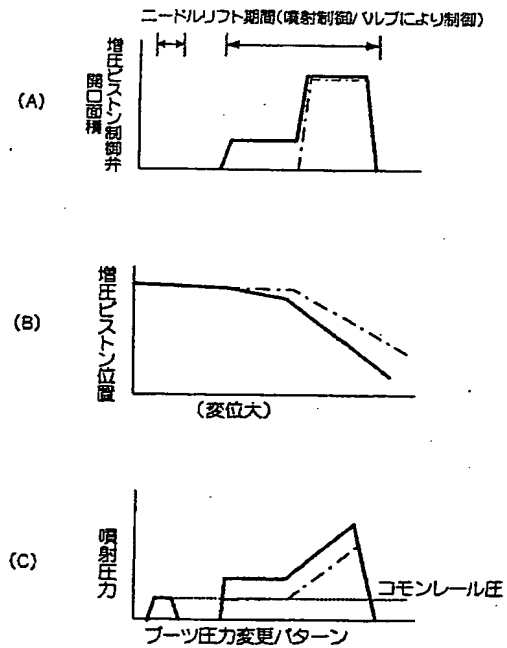 ニードルリフト期間(噴射制御バルブにより制御)
(A)
増圧ピストン制御弁
開口面積
(B)
増圧ピストン位置
(変位大)
(C)
噴射圧力
コモンレール圧
ブーツ圧力変更パターン